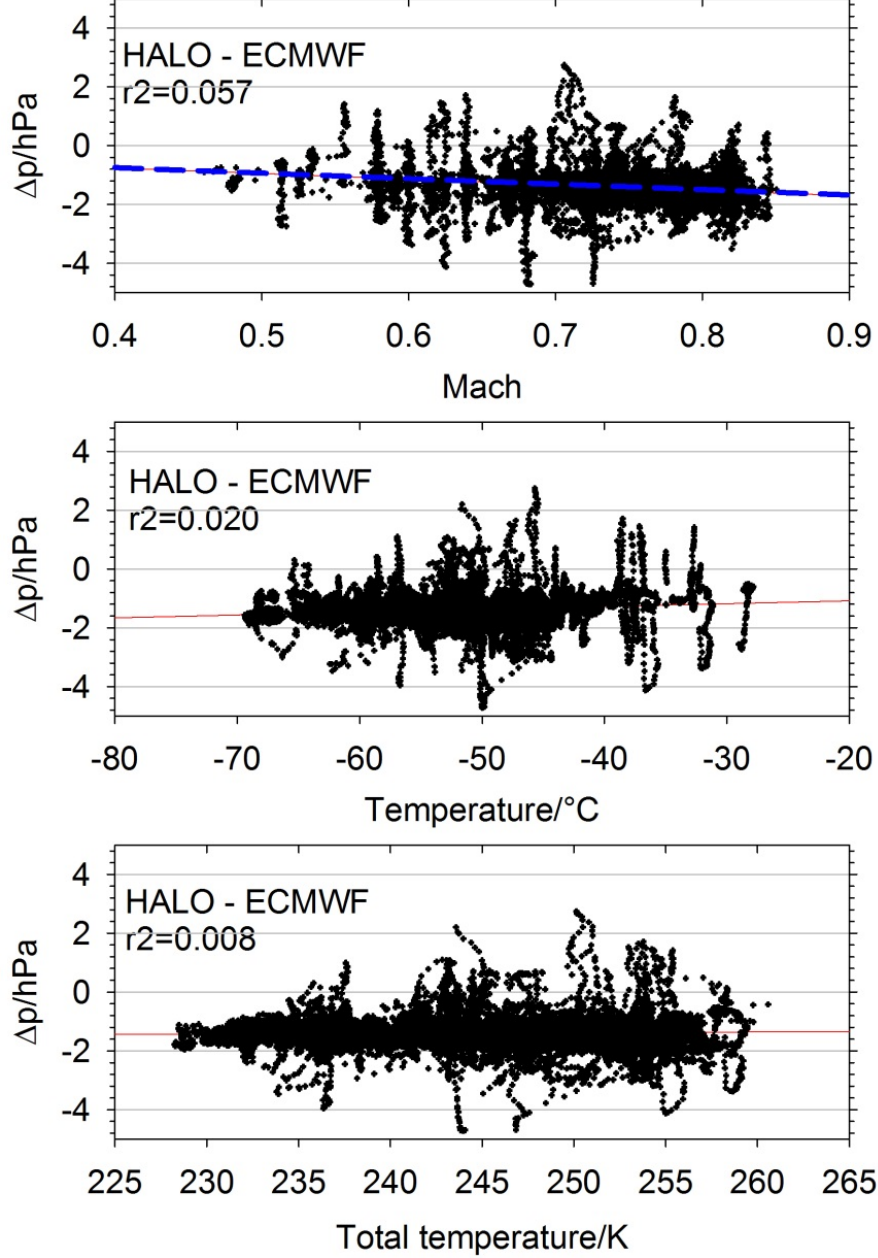 4
2
0
-2
-4
Δp/hPa
HALO - ECMWF
r2=0.057
0.4 0.5 0.6 0.7 0.8 0.9
Mach
4
2
0
-2
-4
Δp/hPa
HALO - ECMWF
r2=0.020
-80 -70 -60 -50 -40 -30 -20
Temperature/°C
4
2
0
-2
-4
Δp/hPa
HALO - ECMWF
r2=0.008
225 230 235 240 245 250 255 260 265
Total temperature/K